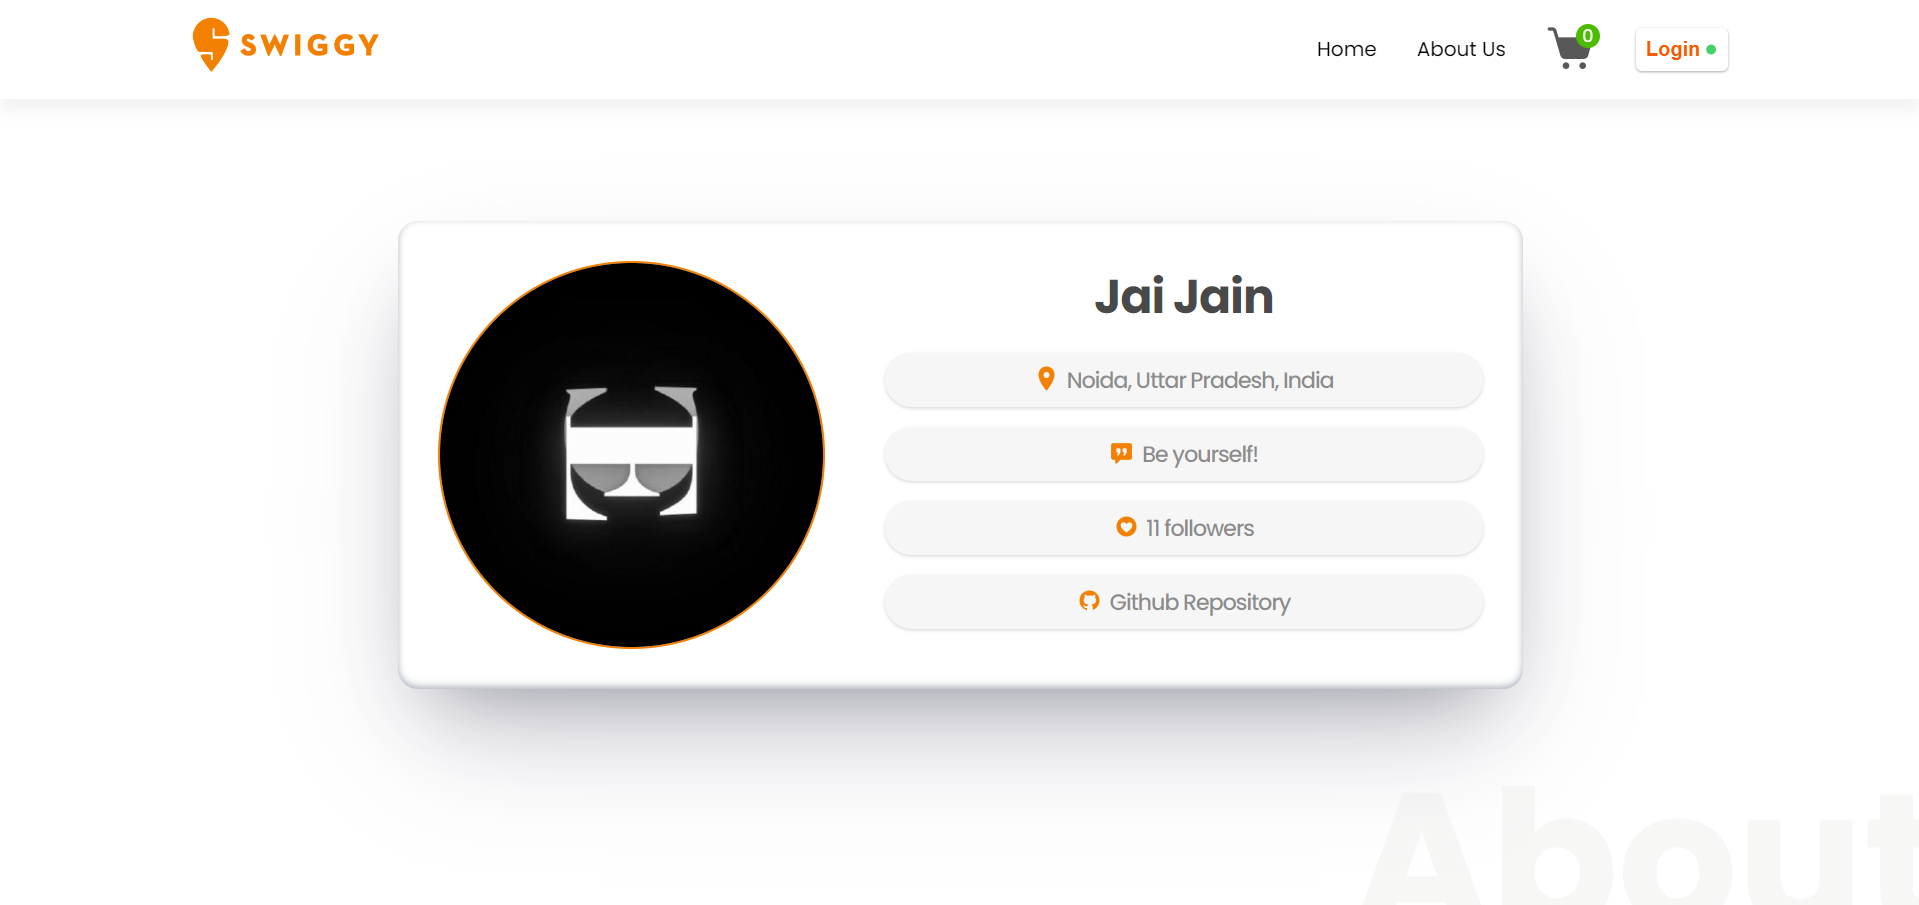 SWIGGY
Home
About Us
0
Login
Jai Jain
Noida, Uttar Pradesh, India
Be yourself!
11 followers
Github Repository
About